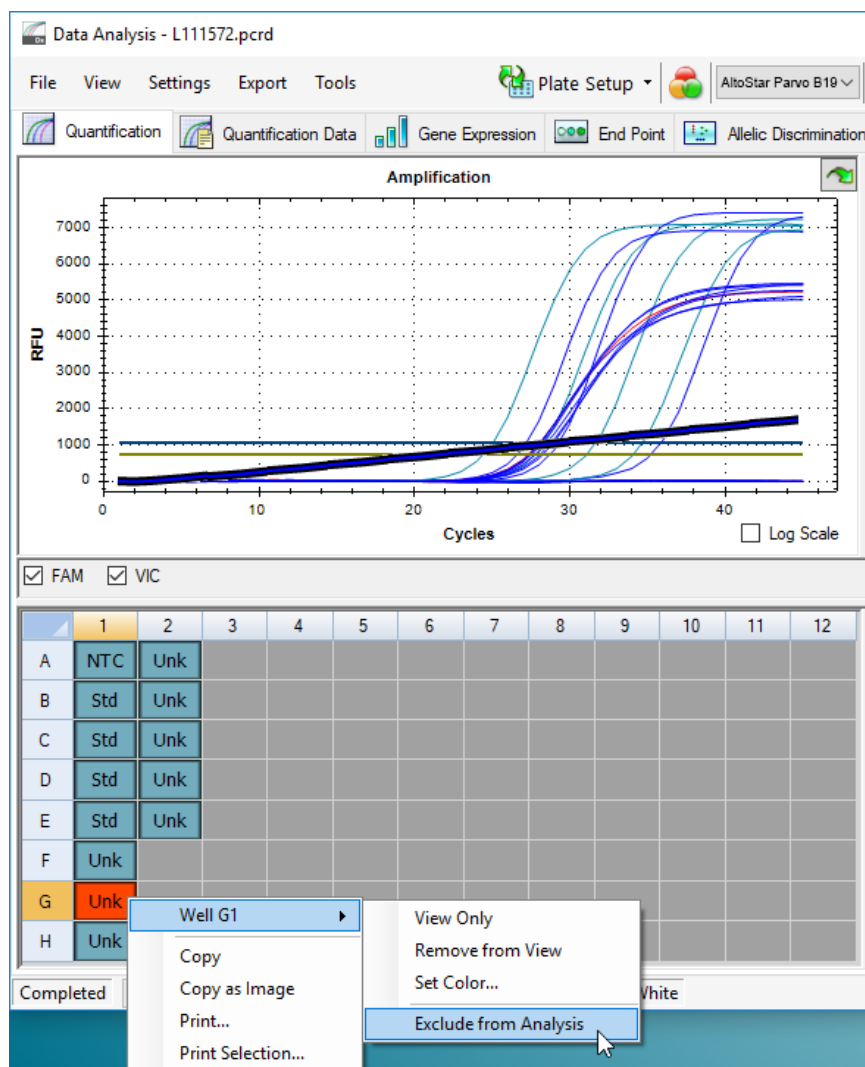 Data Analysis - L111572.pcrd
File View Settings Export Tools Plate Setup AltoStar Parvo B19
Quantification Quantification Data Gene Expression End Point Allelic Discrimination
Amplification
7000
6000
5000
4000
3000
2000
1000
0
RFU
0 10 20 30 40
Cycles
Log Scale
FAM VIC
1 2 3 4 5 6 7 8 9 10 11 12
A NTC Unk
B Std Unk
C Std Unk
D Std Unk
E Std Unk
F Unk
G Unk
H Unk
Well G1
Copy
Copy as Image
Print...
Print Selection...
View Only
Remove from View
Set Color...
Exclude from Analysis
Completed